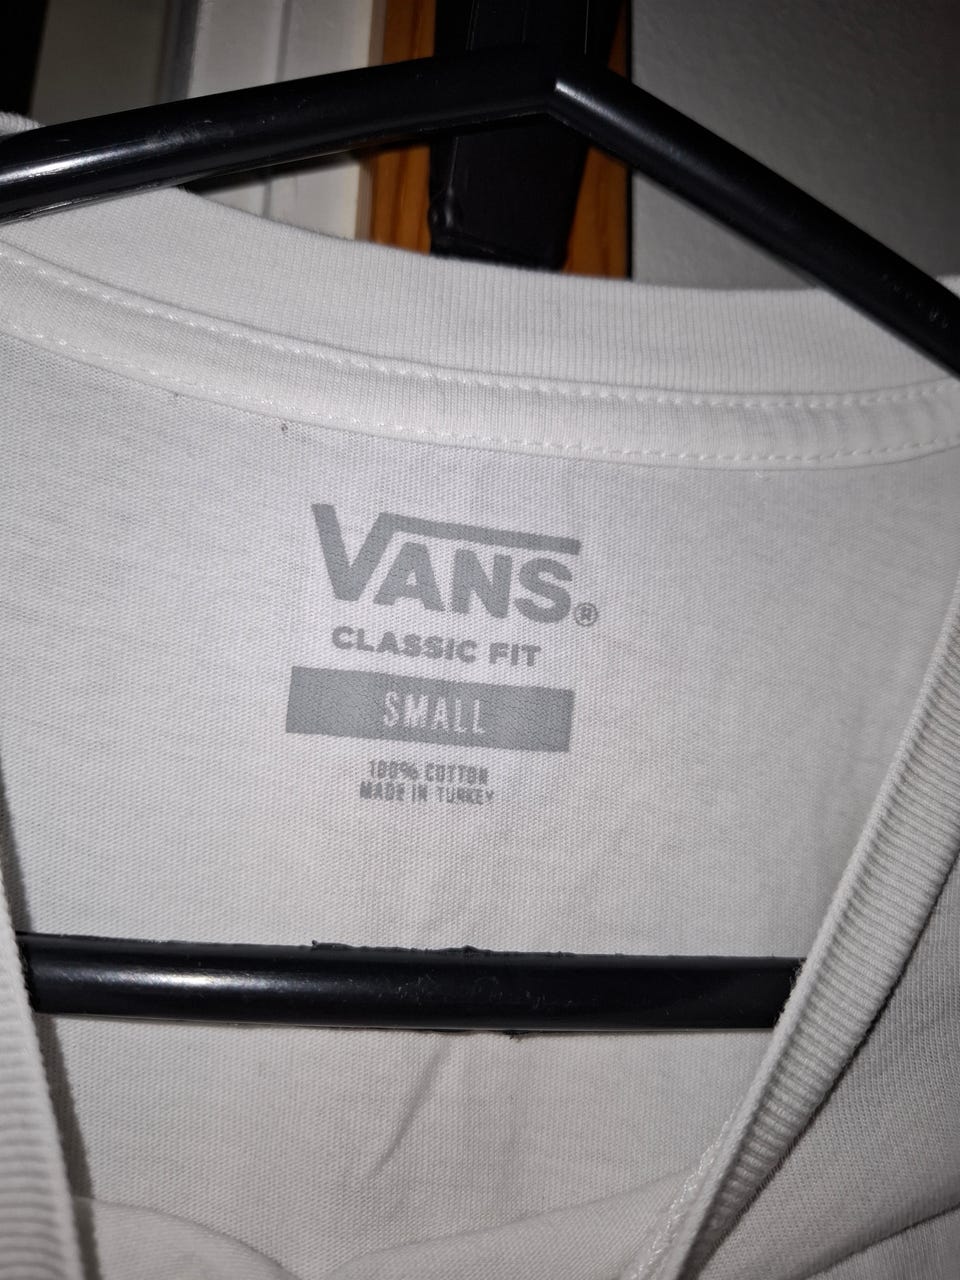 VANS®
CLASSIC FIT
SMALL
100% COTTON
MADE IN TURKEY